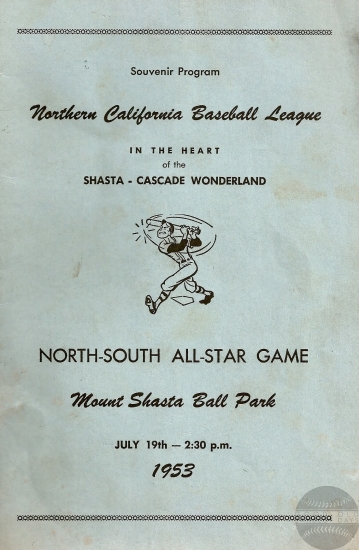 Souvenir Program
Northern California Baseball League
IN THE HEART
of the
SHASTA - CASCADE WONDERLAND
NORTH-SOUTH ALL-STAR GAME
Mount Shasta Ball Park
JULY 19th — 2:30 p.m.
1953